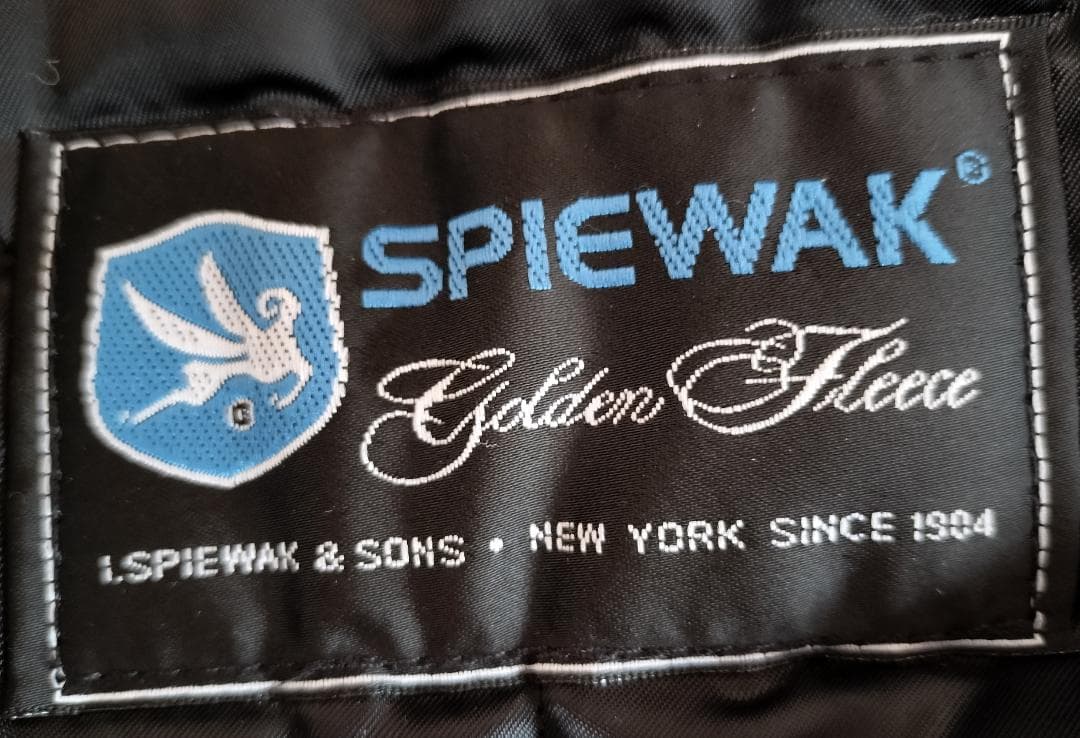 SPIEWAK®
Golden Fleece
I.SPIEWAK & SONS • NEW YORK SINCE 1904